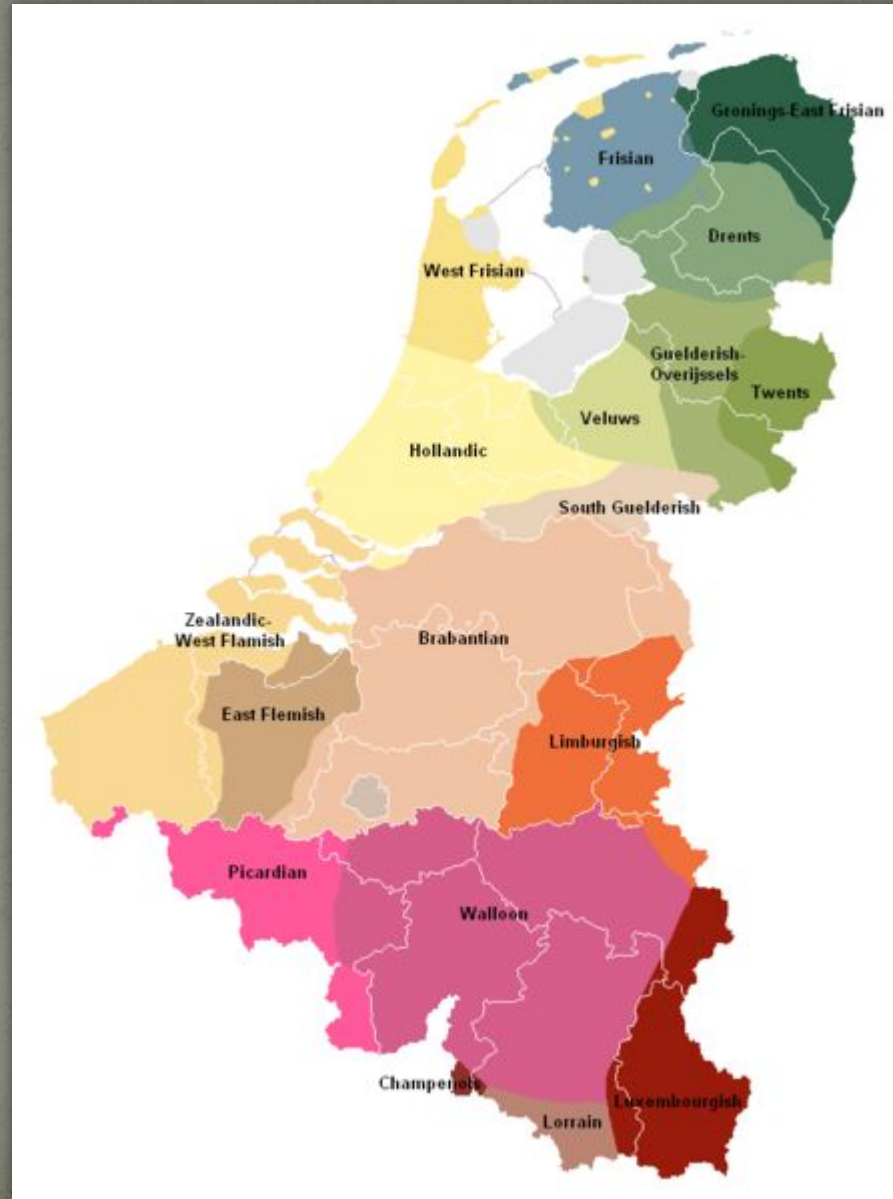 Gronings-East Frisian
Frisian
Drents
West Frisian
Guelderish-
Overijssels
Twents
Veluws
Hollandic
South Guelderish
Zealandic-
West Flamish
Brabantian
East Flemish
Limburgish
Picardian
Walloon
Champenois
Luxembourgish
Lorrain